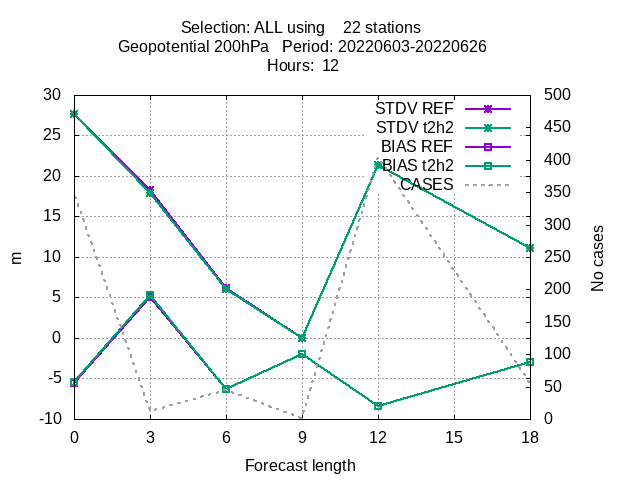 Selection: ALL using    22 stations
Geopotential 200hPa   Period: 20220603-20220626
Hours:  12
30
25
20
15
10
5
0
-5
-10
500
450
400
350
300
250
200
150
100
50
0
STDV REF
STDV t2h2
BIAS REF
BIAS t2h2
CASES
m
No cases
0 3 6 9 12 15 18
Forecast length